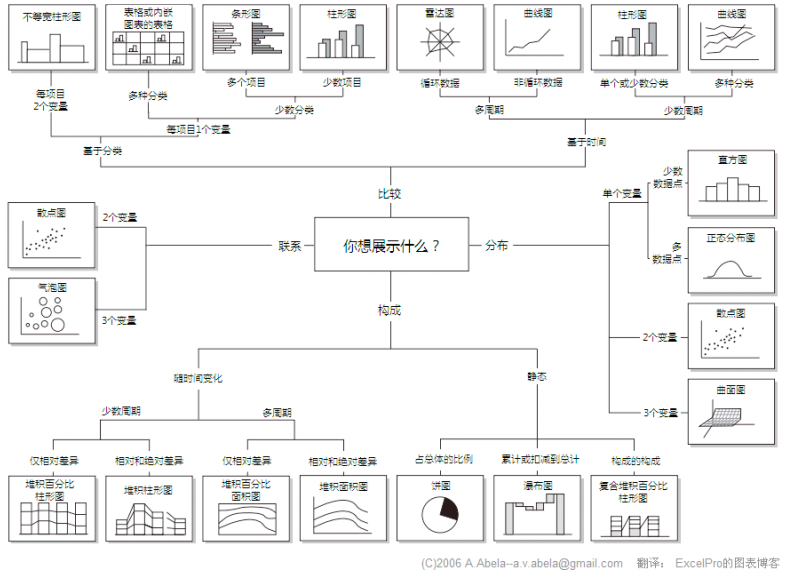 不等宽柱形图
表格或内嵌
图表的表格
条形图
柱形图
雷达图
曲线图
柱形图
曲线图
每项目
2个变量
多种分类
多个项目
少数项目
循环数据
非循环数据
单个或少数分类
多种分类
少数分类
多周期
少数周期
每项目1个变量
基于分类
基于时间
比较
散点图
2个变量
联系
你想展示什么？
分布
单个变量
少数
数据点
直方图
多
数据点
正态分布图
气泡图
3个变量
2个变量
散点图
3个变量
曲面图
构成
随时间变化
静态
少数周期
多周期
仅相对差异
相对和绝对差异
仅相对差异
相对和绝对差异
占总体的比例
累计或扣减到总计
构成的构成
堆积百分比
柱形图
堆积柱形图
堆积百分比
面积图
堆积面积图
饼图
瀑布图
复合堆积百分比
柱形图
(C)2006 A.Abela--a.v.abela@gmail.com 翻译： ExcelPro的图表博客